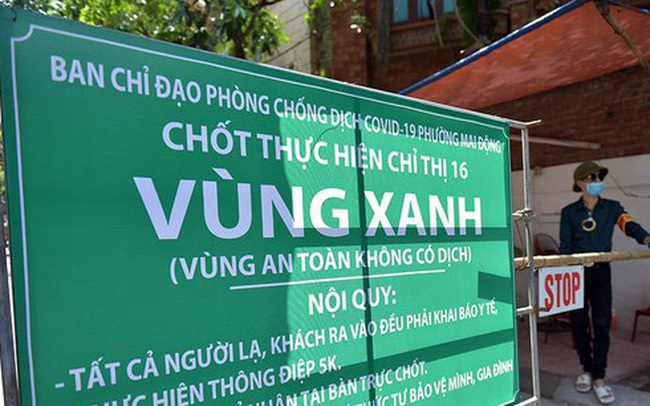 BAN CHỈ ĐẠO PHÒNG CHỐNG DỊCH COVID-19 PHƯỜNG MAI ĐỘNG
CHỐT THỰC HIỆN CHỈ THỊ 16
VÙNG XANH
(VÙNG AN TOÀN KHÔNG CÓ DỊCH)
NỘI QUY:
- TẤT CẢ NGƯỜI LẠ, KHÁCH RA VÀO ĐỀU PHẢI KHAI BÁO Y TẾ,
HỰC HIỆN THÔNG ĐIỆP 5K.
TẠI BÀN TRỰC CHỐT.
TỰ BẢO VỆ MÌNH, GIA ĐÌNH
STOP